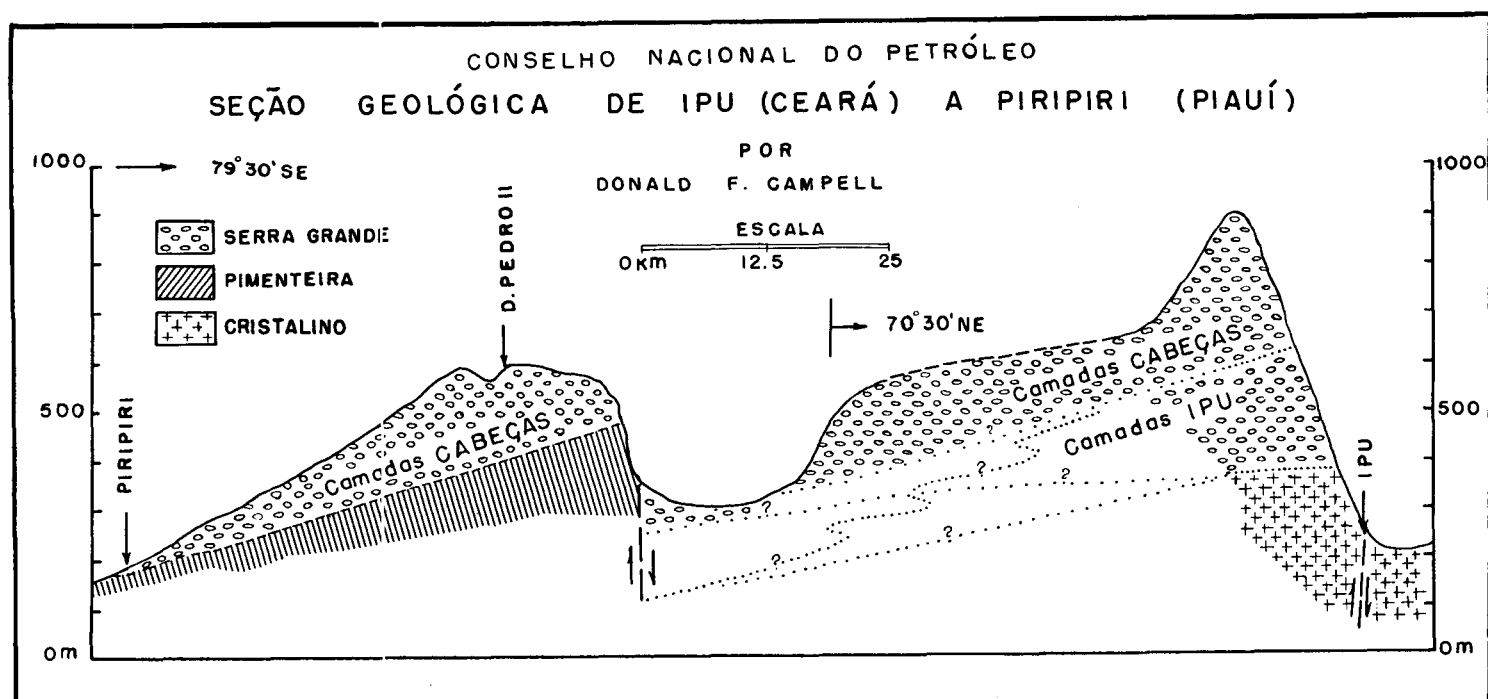 CONSELHO NACIONAL DO PETRÓLEO
SEÇÃO GEOLÓGICA DE IPU (CEARÁ) A PIRIPIRI (PIAUÍ)
POR
DONALD F. CAMPELL
ESCALA
0 Km 12.5 25
1000
79°30' SE
1000
SERRA GRANDE
PIMENTEIRA
CRISTALINO
D. PEDRO II
70°30' NE
500
500
PIRIPIRI
Camadas CABEÇAS
Camadas CABEÇAS
Camadas IPU
IPU
?
?
?
?
?
?
0m
0m